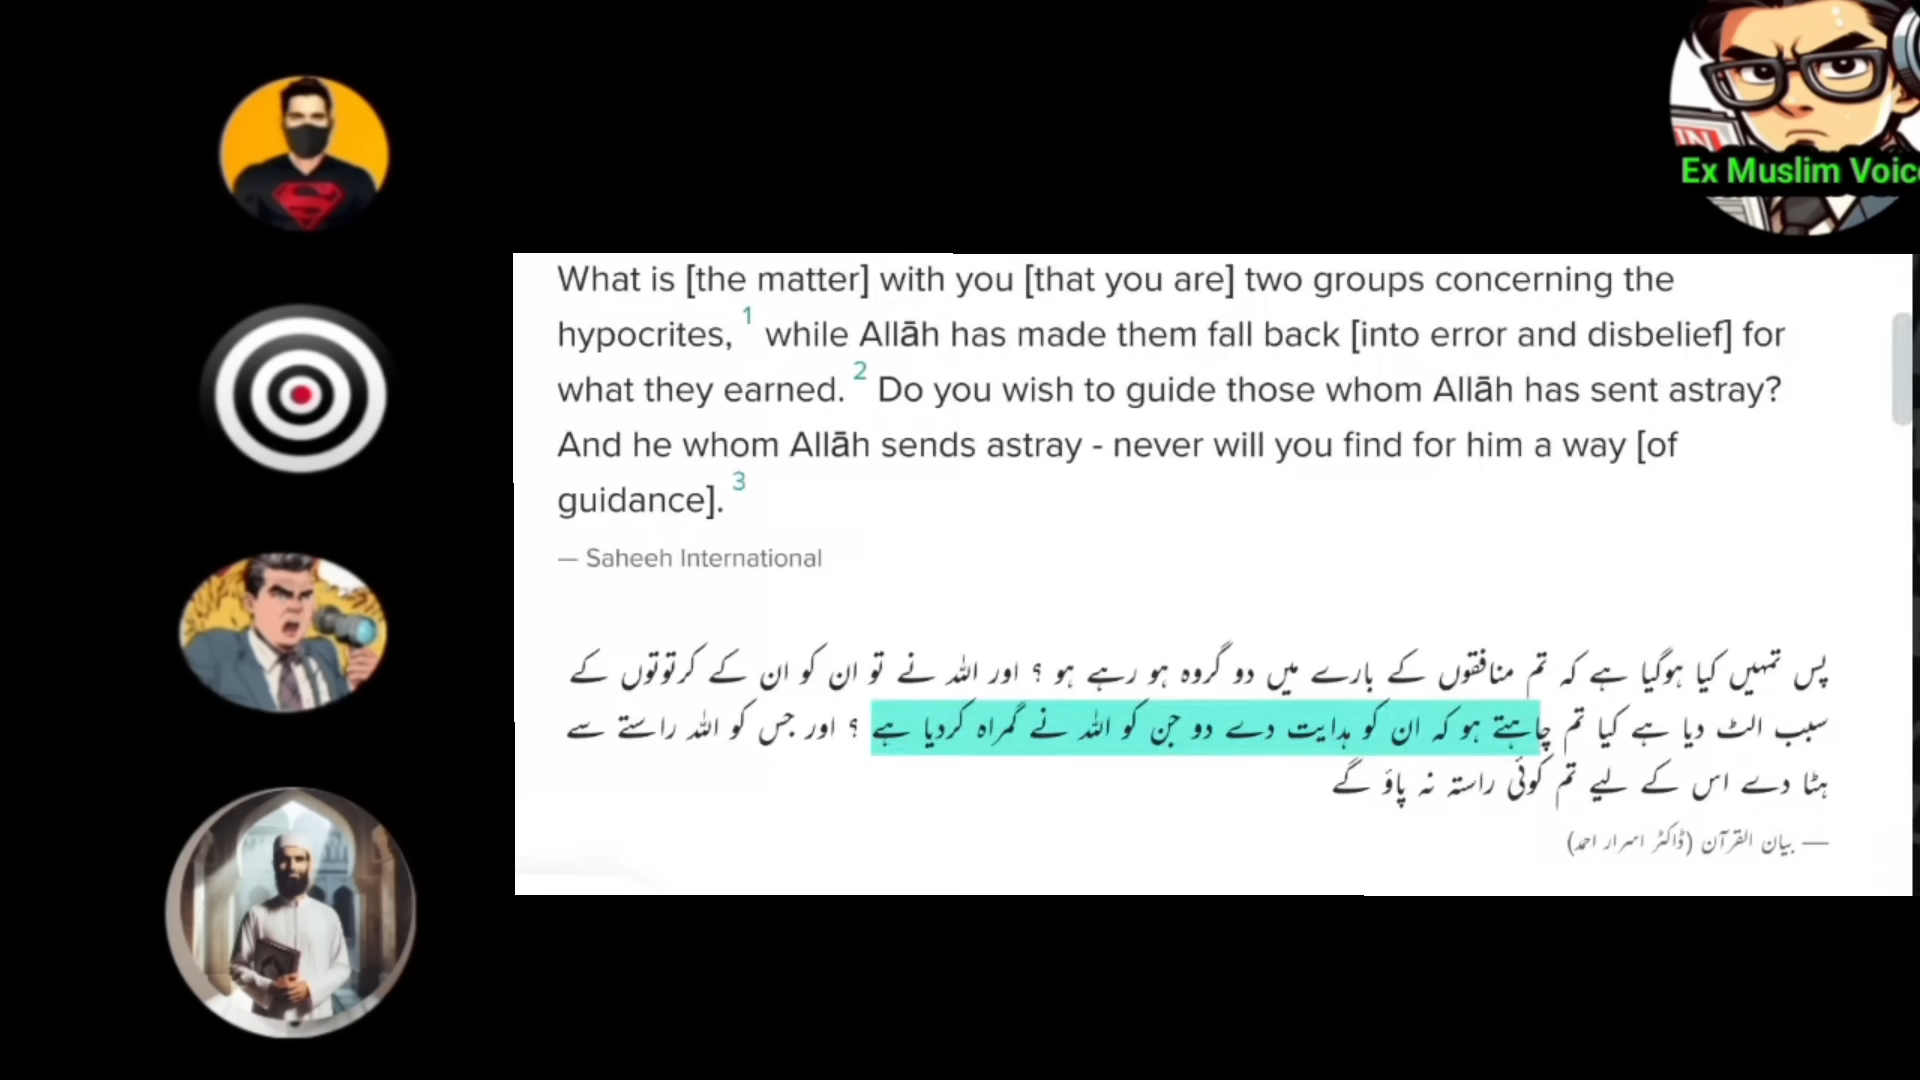 IN
Ex Muslim Voic
What is [the matter] with you [that you are] two groups concerning the
hypocrites, 1 while Allāh has made them fall back [into error and disbelief] for
what they earned. 2 Do you wish to guide those whom Allāh has sent astray?
And he whom Allāh sends astray - never will you find for him a way [of
guidance]. 3
— Saheeh International
پس تمہیں کیا ہوگیا ہے کہ تم منافقوں کے بارے میں دو گروہ ہو رہے ہو ؟ اور اللہ نے تو ان کو ان کے کرتوتوں کے
سبب الٹ دیا ہے کیا تم چاہتے ہو کہ ان کو ہدایت دے دو جن کو اللہ نے گمراہ کردیا ہے ؟ اور جس کو اللہ راستے سے
ہٹا دے اس کے لیے تم کوئی راستہ نہ پاؤ گے
— بیان القرآن (ڈاکٹر اسرار احمد)